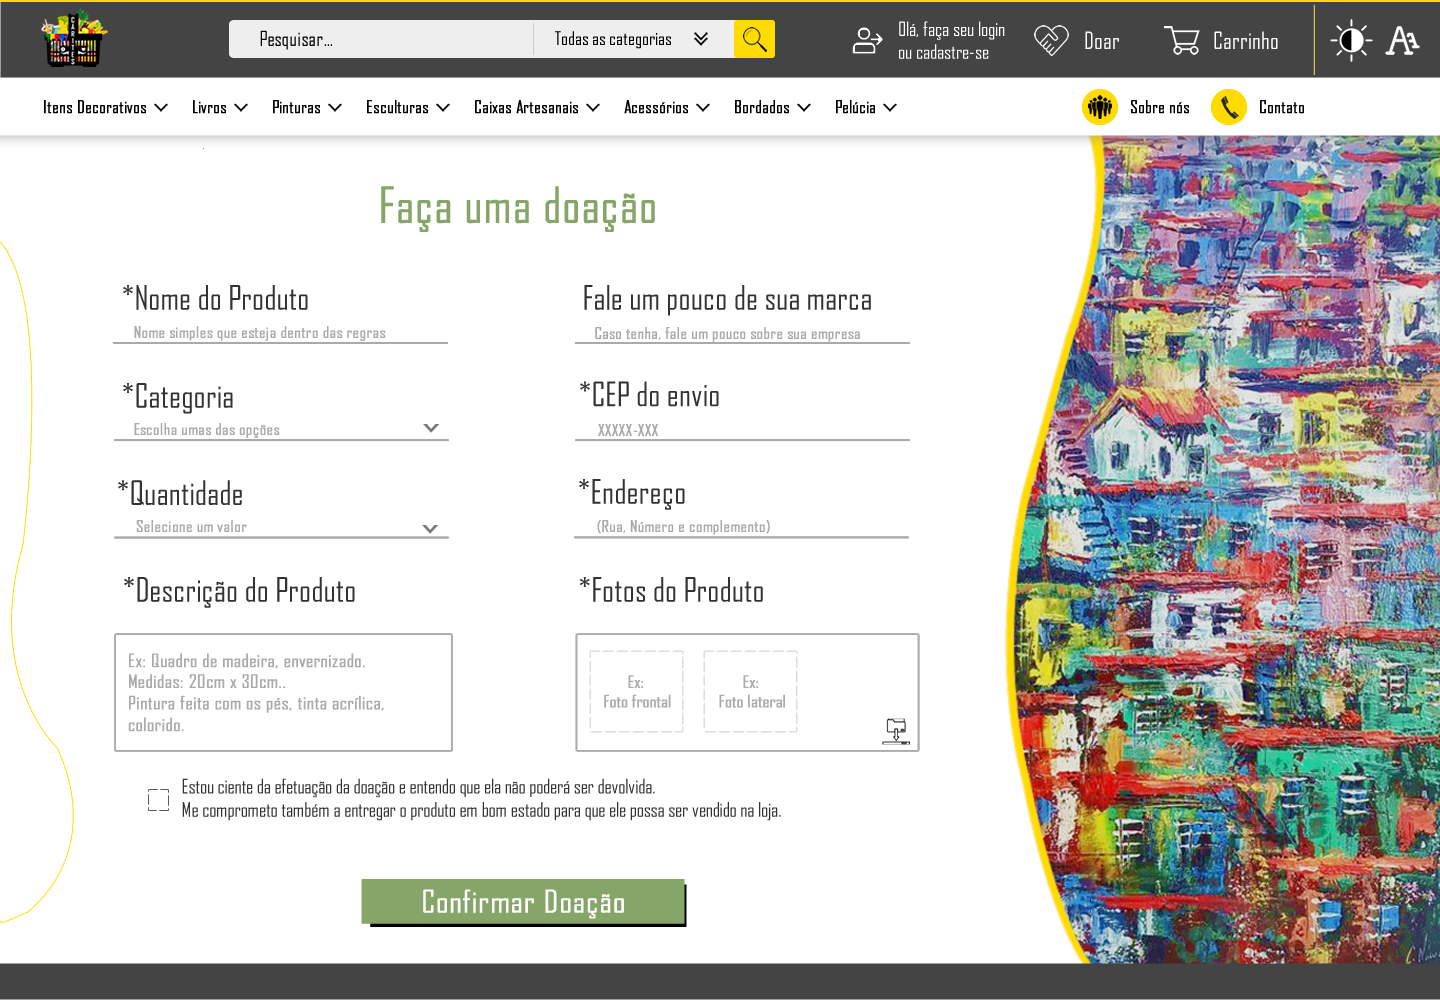 CARITAS
Pesquisar...
Todas as categorias
Olá, faça seu login
ou cadastre-se
Doar
Carrinho
Itens Decorativos
Livros
Pinturas
Esculturas
Caixas Artesanais
Acessórios
Bordados
Pelúcia
Sobre nós
Contato
Faça uma doação
*Nome do Produto
Nome simples que esteja dentro das regras
Fale um pouco de sua marca
Caso tenha, fale um pouco sobre sua empresa
*Categoria
Escolha umas das opções
*CEP do envio
XXXXX-XXX
*Quantidade
Selecione um valor
*Endereço
(Rua, Número e complemento)
*Descrição do Produto
Ex: Quadro de madeira, envernizado.
Medidas: 20cm x 30cm..
Pintura feita com os pés, tinta acrílica,
colorido.
*Fotos do Produto
Ex:
Foto frontal
Ex:
Foto lateral
Estou ciente da efetuação da doação e entendo que ela não poderá ser devolvida.
Me comprometo também a entregar o produto em bom estado para que ele possa ser vendido na loja.
Confirmar Doação